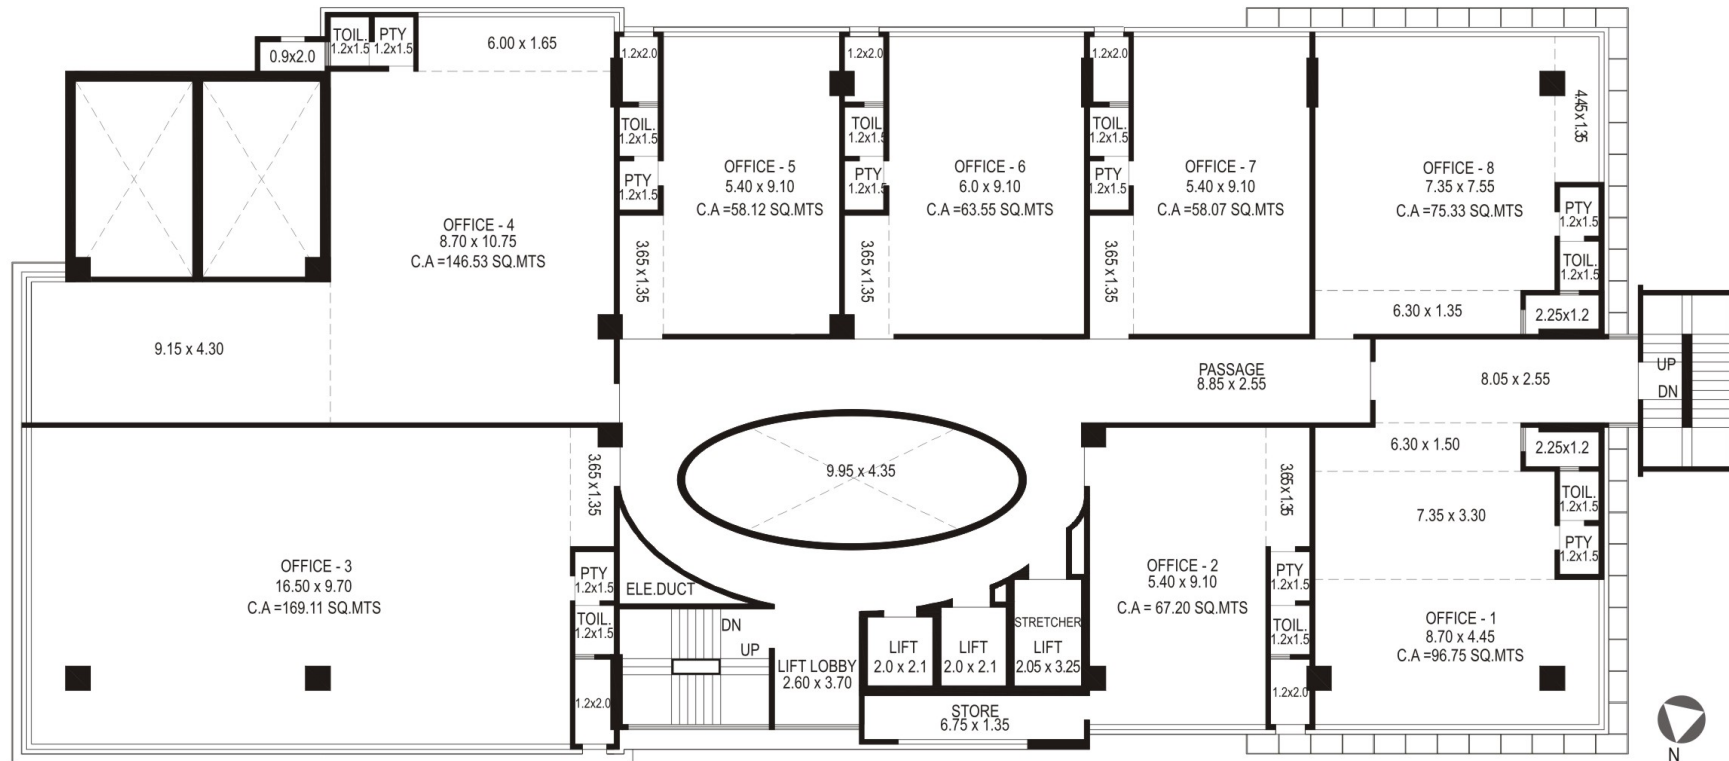 TOIL.
1.2x1.5
PTY
1.2x1.5
6.00 x 1.65
0.9x2.0
1.2x2.0
TOIL.
1.2x1.5
PTY
1.2x1.5
3.65 x 1.35
OFFICE - 5
5.40 x 9.10
C.A =58.12 SQ.MTS
1.2x2.0
TOIL.
1.2x1.5
PTY
1.2x1.5
3.65 x 1.35
OFFICE - 6
6.0 x 9.10
C.A =63.55 SQ.MTS
1.2x2.0
TOIL.
1.2x1.5
PTY
1.2x1.5
3.65 x 1.35
OFFICE - 7
5.40 x 9.10
C.A =58.07 SQ.MTS
OFFICE - 8
7.35 x 7.55
C.A =75.33 SQ.MTS
4.45 x 1.35
PTY
1.2x1.5
TOIL.
1.2x1.5
6.30 x 1.35
2.25x1.2
OFFICE - 4
8.70 x 10.75
C.A =146.53 SQ.MTS
9.15 x 4.30
PASSAGE
8.85 x 2.55
8.05 x 2.55
UP
DN
9.95 x 4.35
6.30 x 1.50
2.25x1.2
TOIL.
1.2x1.5
PTY
1.2x1.5
7.35 x 3.30
OFFICE - 1
8.70 x 4.45
C.A =96.75 SQ.MTS
3.65 x 1.35
OFFICE - 3
16.50 x 9.70
C.A =169.11 SQ.MTS
PTY
1.2x1.5
TOIL.
1.2x1.5
1.2x2.0
ELE.DUCT
DN
UP
LIFT LOBBY
2.60 x 3.70
LIFT
2.0 x 2.1
LIFT
2.0 x 2.1
STRETCHER
LIFT
2.05 x 3.25
STORE
6.75 x 1.35
3.65 x 1.35
OFFICE - 2
5.40 x 9.10
C.A = 67.20 SQ.MTS
PTY
1.2x1.5
TOIL.
1.2x1.5
1.2x2.0
N